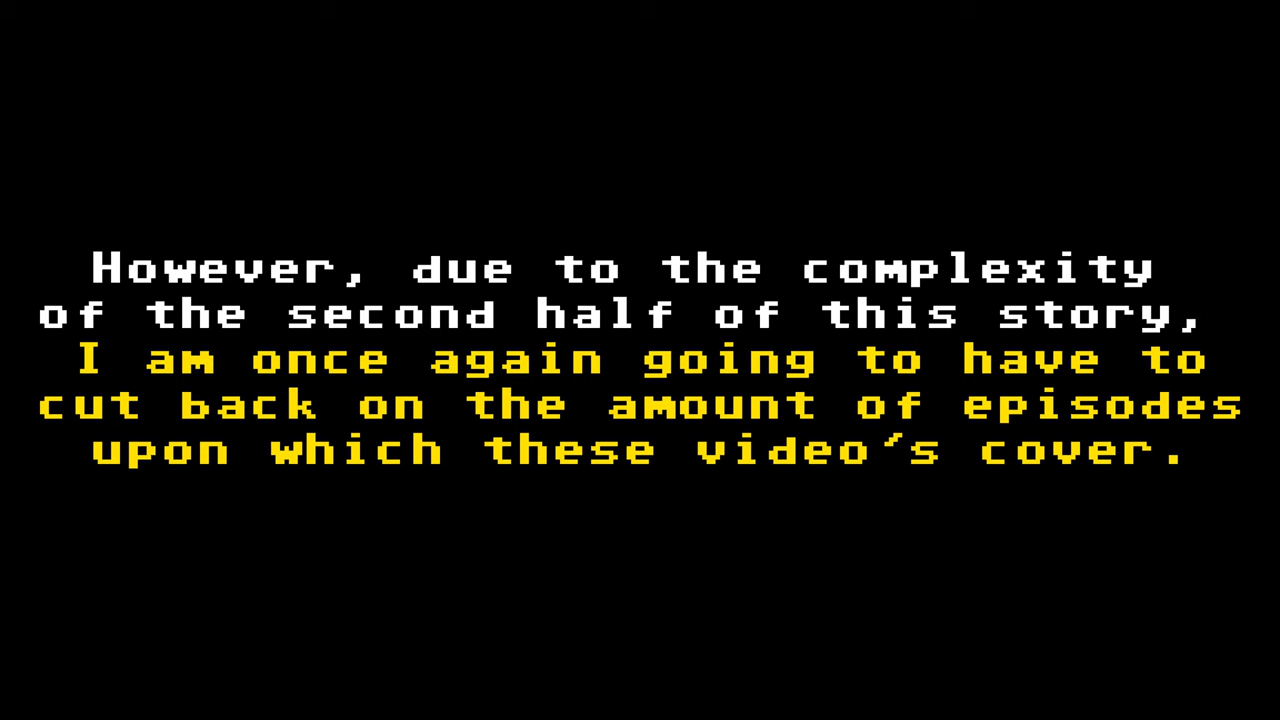 However, due to the complexity
of the second half of this story,
I am once again going to have to
cut back on the amount of episodes
upon which these video's cover.